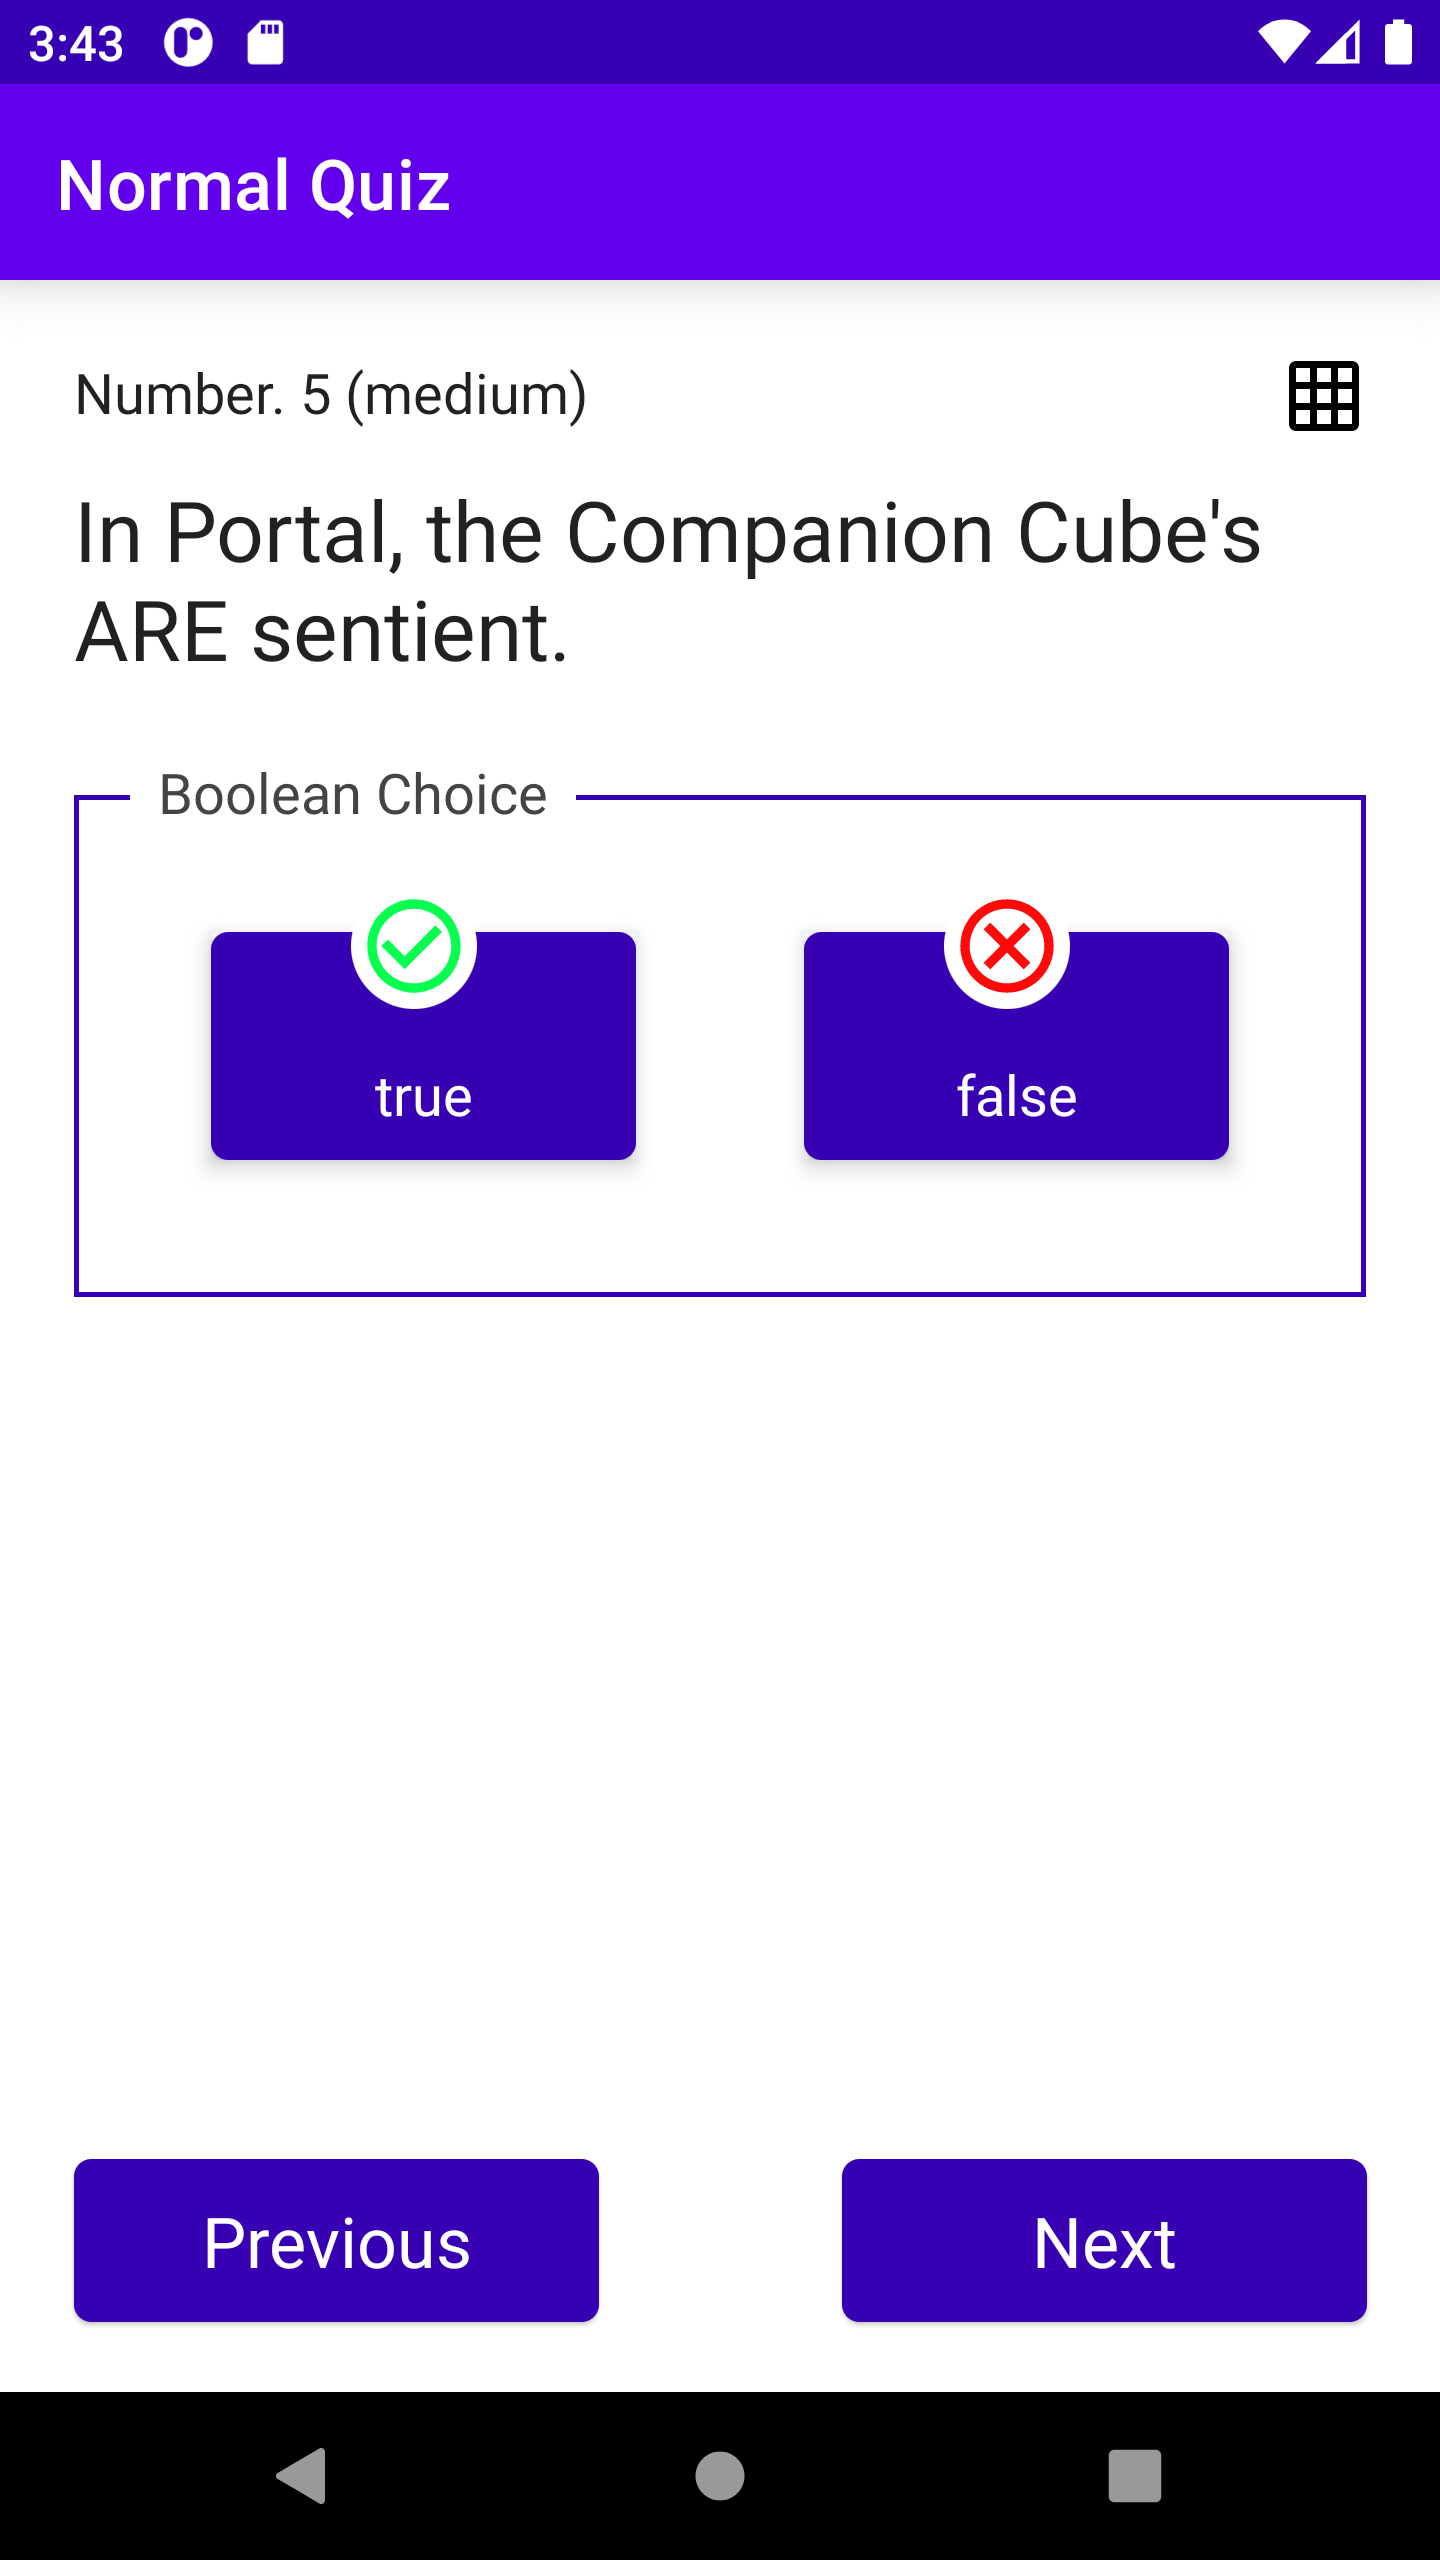 3:43
Normal Quiz
Number. 5 (medium)
In Portal, the Companion Cube's
ARE sentient.
Boolean Choice
true
false
Previous
Next